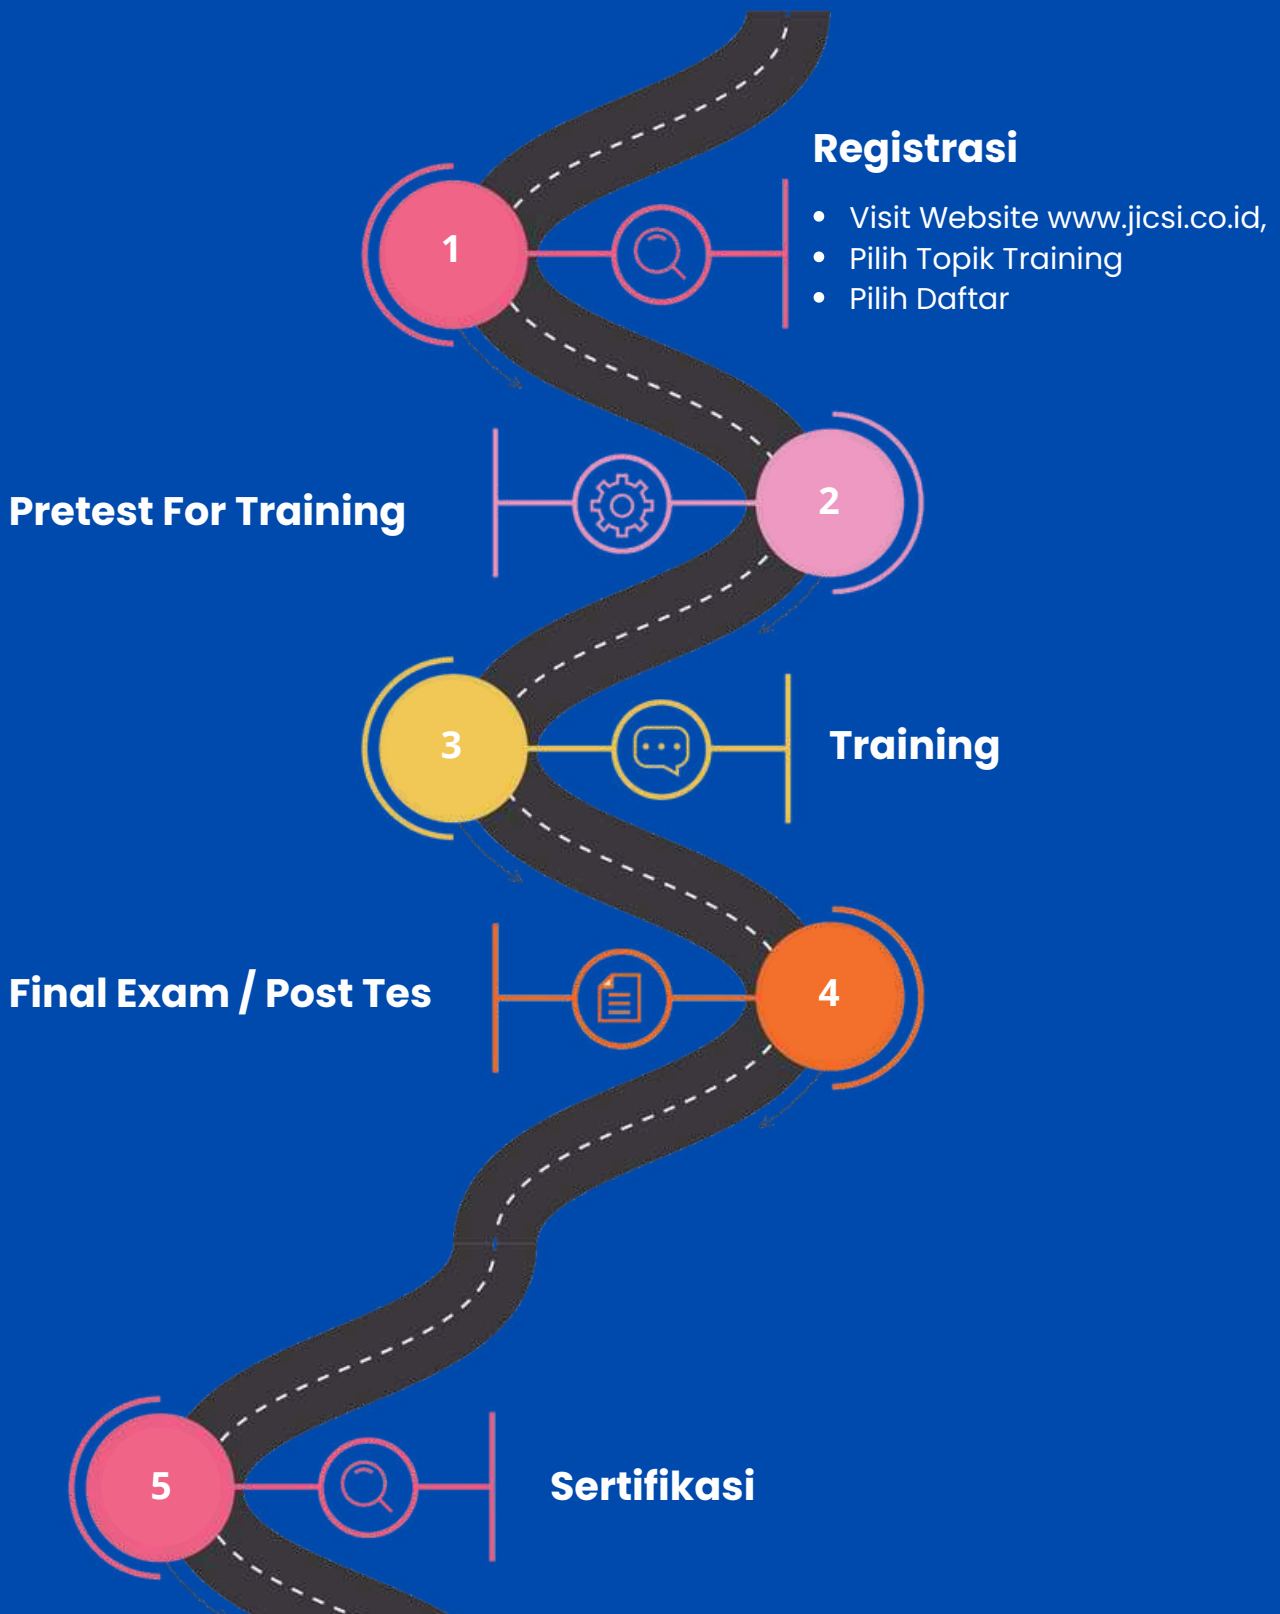 Registrasi
1
• Visit Website www.jicsi.co.id,
• Pilih Topik Training
• Pilih Daftar
Pretest For Training
2
3
Training
Final Exam / Post Tes
4
5
Sertifikasi